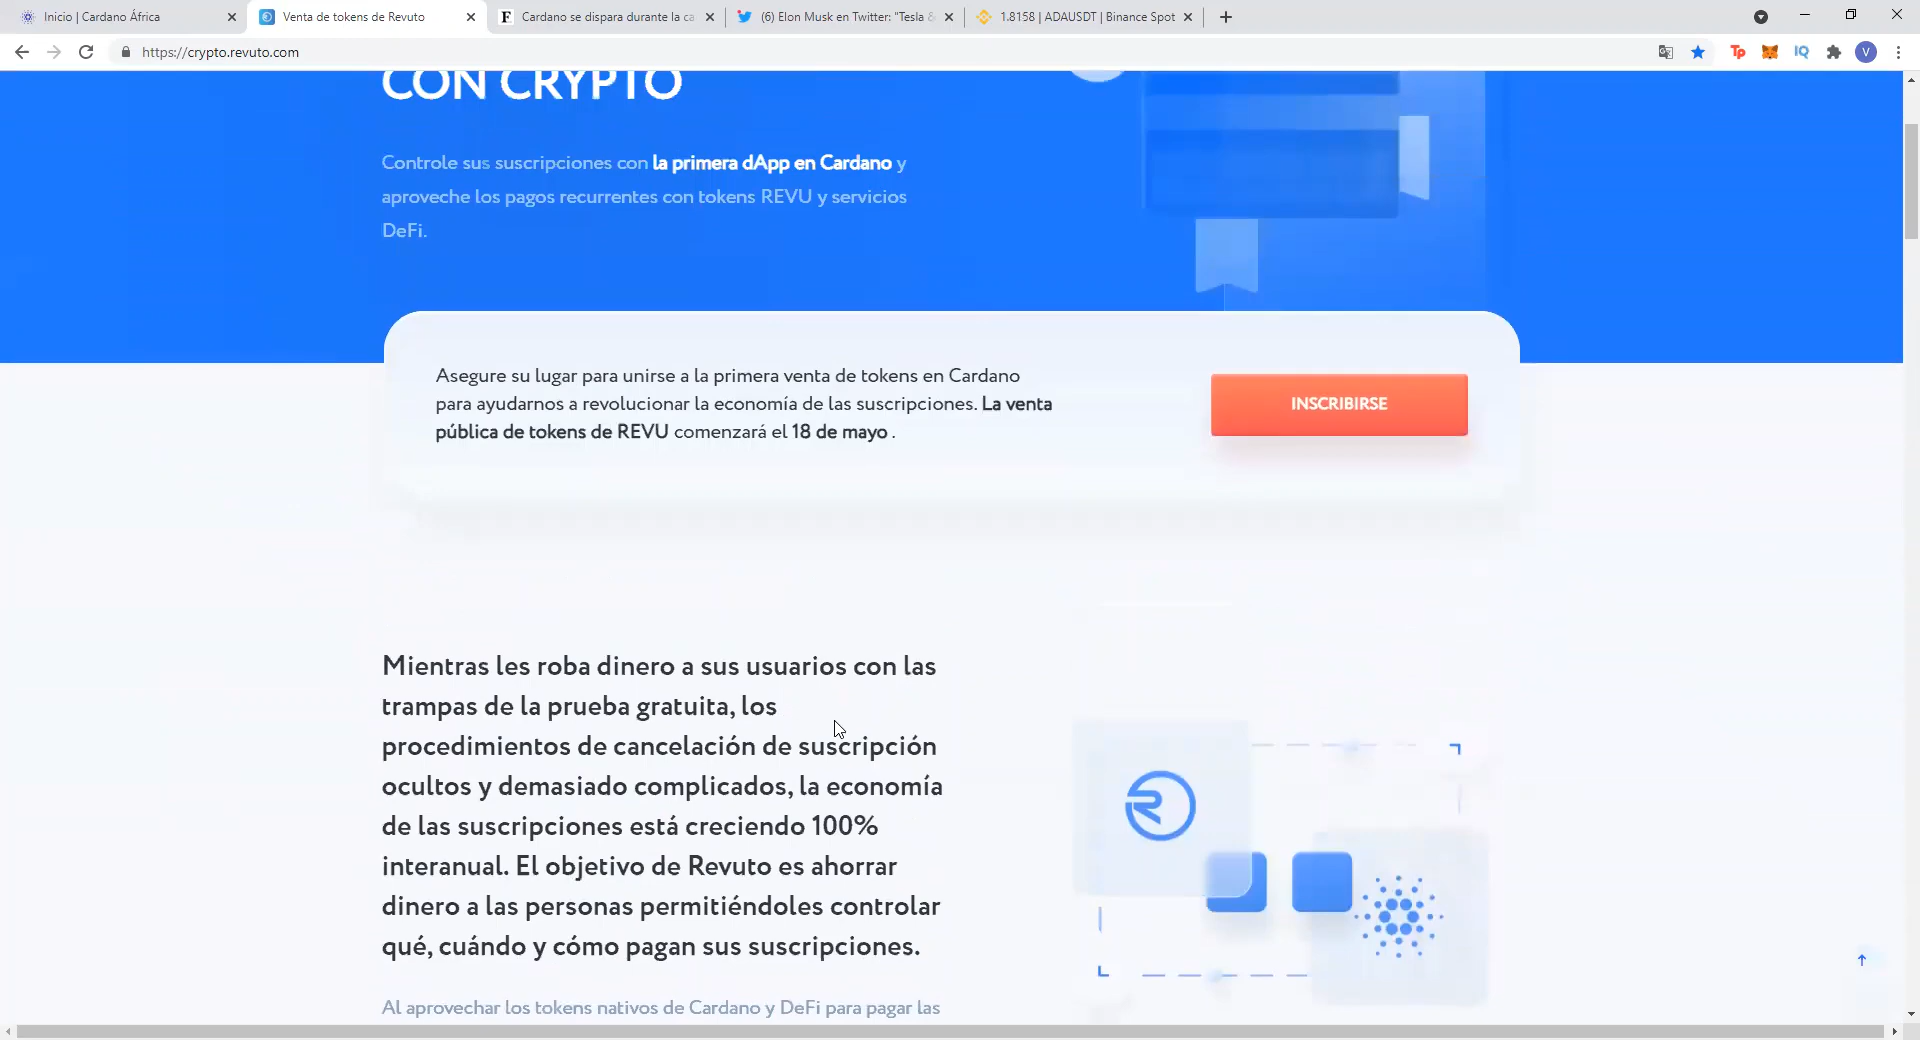 Inicio | Cardano África
Venta de tokens de Revuto
F
Cardano se dispara durante la ca
(6) Elon Musk en Twitter: "Tesla &
1.8158 | ADAUSDT | Binance Spot
https://crypto.revuto.com
Tp
IQ
V
CON CRYPTO
Controle sus suscripciones con la primera dApp en Cardano y
aproveche los pagos recurrentes con tokens REVU y servicios
DeFi.
Asegure su lugar para unirse a la primera venta de tokens en Cardano
para ayudarnos a revolucionar la economía de las suscripciones. La venta
pública de tokens de REVU comenzará el 18 de mayo .
INSCRIBIRSE
Mientras les roba dinero a sus usuarios con las
trampas de la prueba gratuita, los
procedimientos de cancelación de suscripción
ocultos y demasiado complicados, la economía
de las suscripciones está creciendo 100%
interanual. El objetivo de Revuto es ahorrar
dinero a las personas permitiéndoles controlar
qué, cuándo y cómo pagan sus suscripciones.
Al aprovechar los tokens nativos de Cardano y DeFi para pagar las